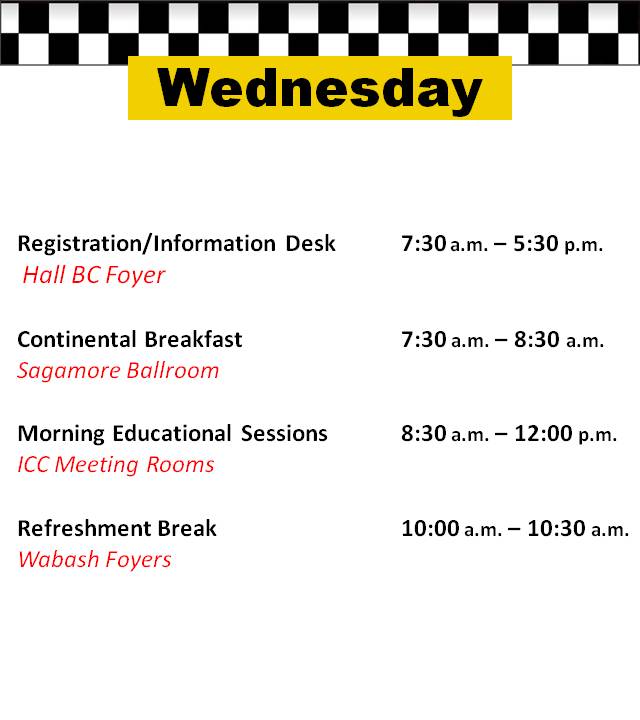 Wednesday
Registration/Information Desk 7:30 a.m. – 5:30 p.m.
Hall BC Foyer
Continental Breakfast 7:30 a.m. – 8:30 a.m.
Sagamore Ballroom
Morning Educational Sessions 8:30 a.m. – 12:00 p.m.
ICC Meeting Rooms
Refreshment Break 10:00 a.m. – 10:30 a.m.
Wabash Foyers